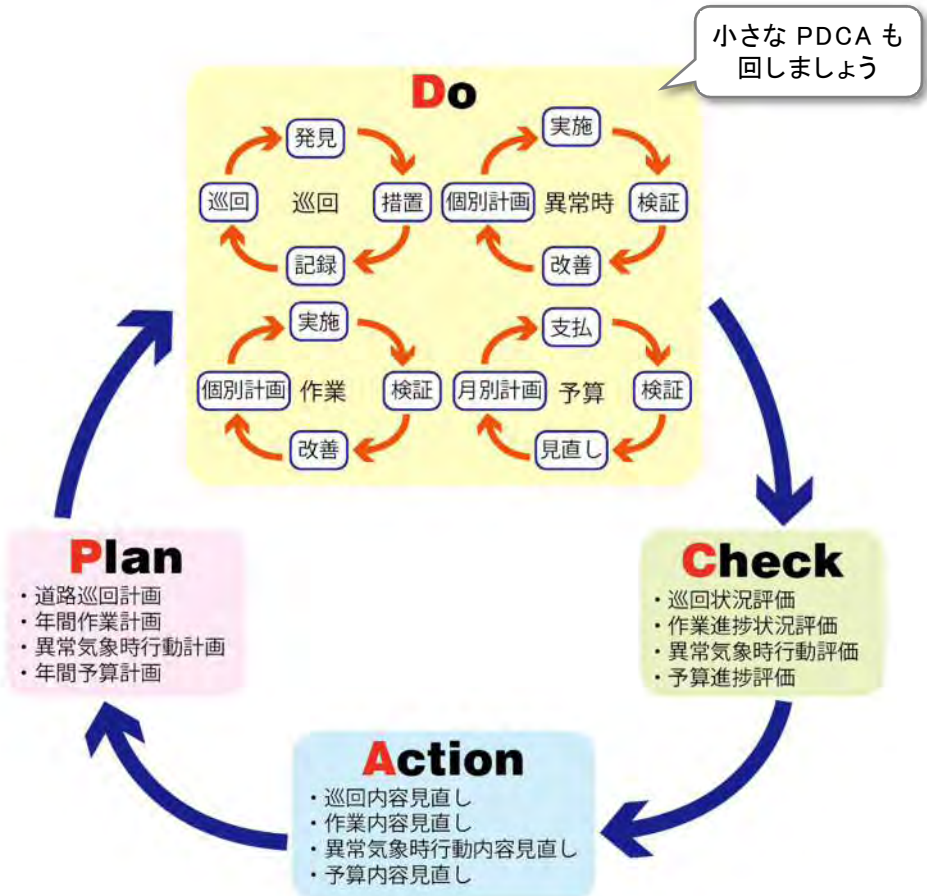 小さな PDCA も
回しましょう
Do
発見
巡回
巡回
措置
記録
実施
個別計画
異常時
検証
改善
実施
個別計画
作業
検証
改善
支払
月別計画
予算
検証
見直し
Plan
・道路巡回計画
・年間作業計画
・異常気象時行動計画
・年間予算計画
Check
・巡回状況評価
・作業進捗状況評価
・異常気象時行動評価
・予算進捗評価
Action
・巡回内容見直し
・作業内容見直し
・異常気象時行動内容見直し
・予算内容見直し